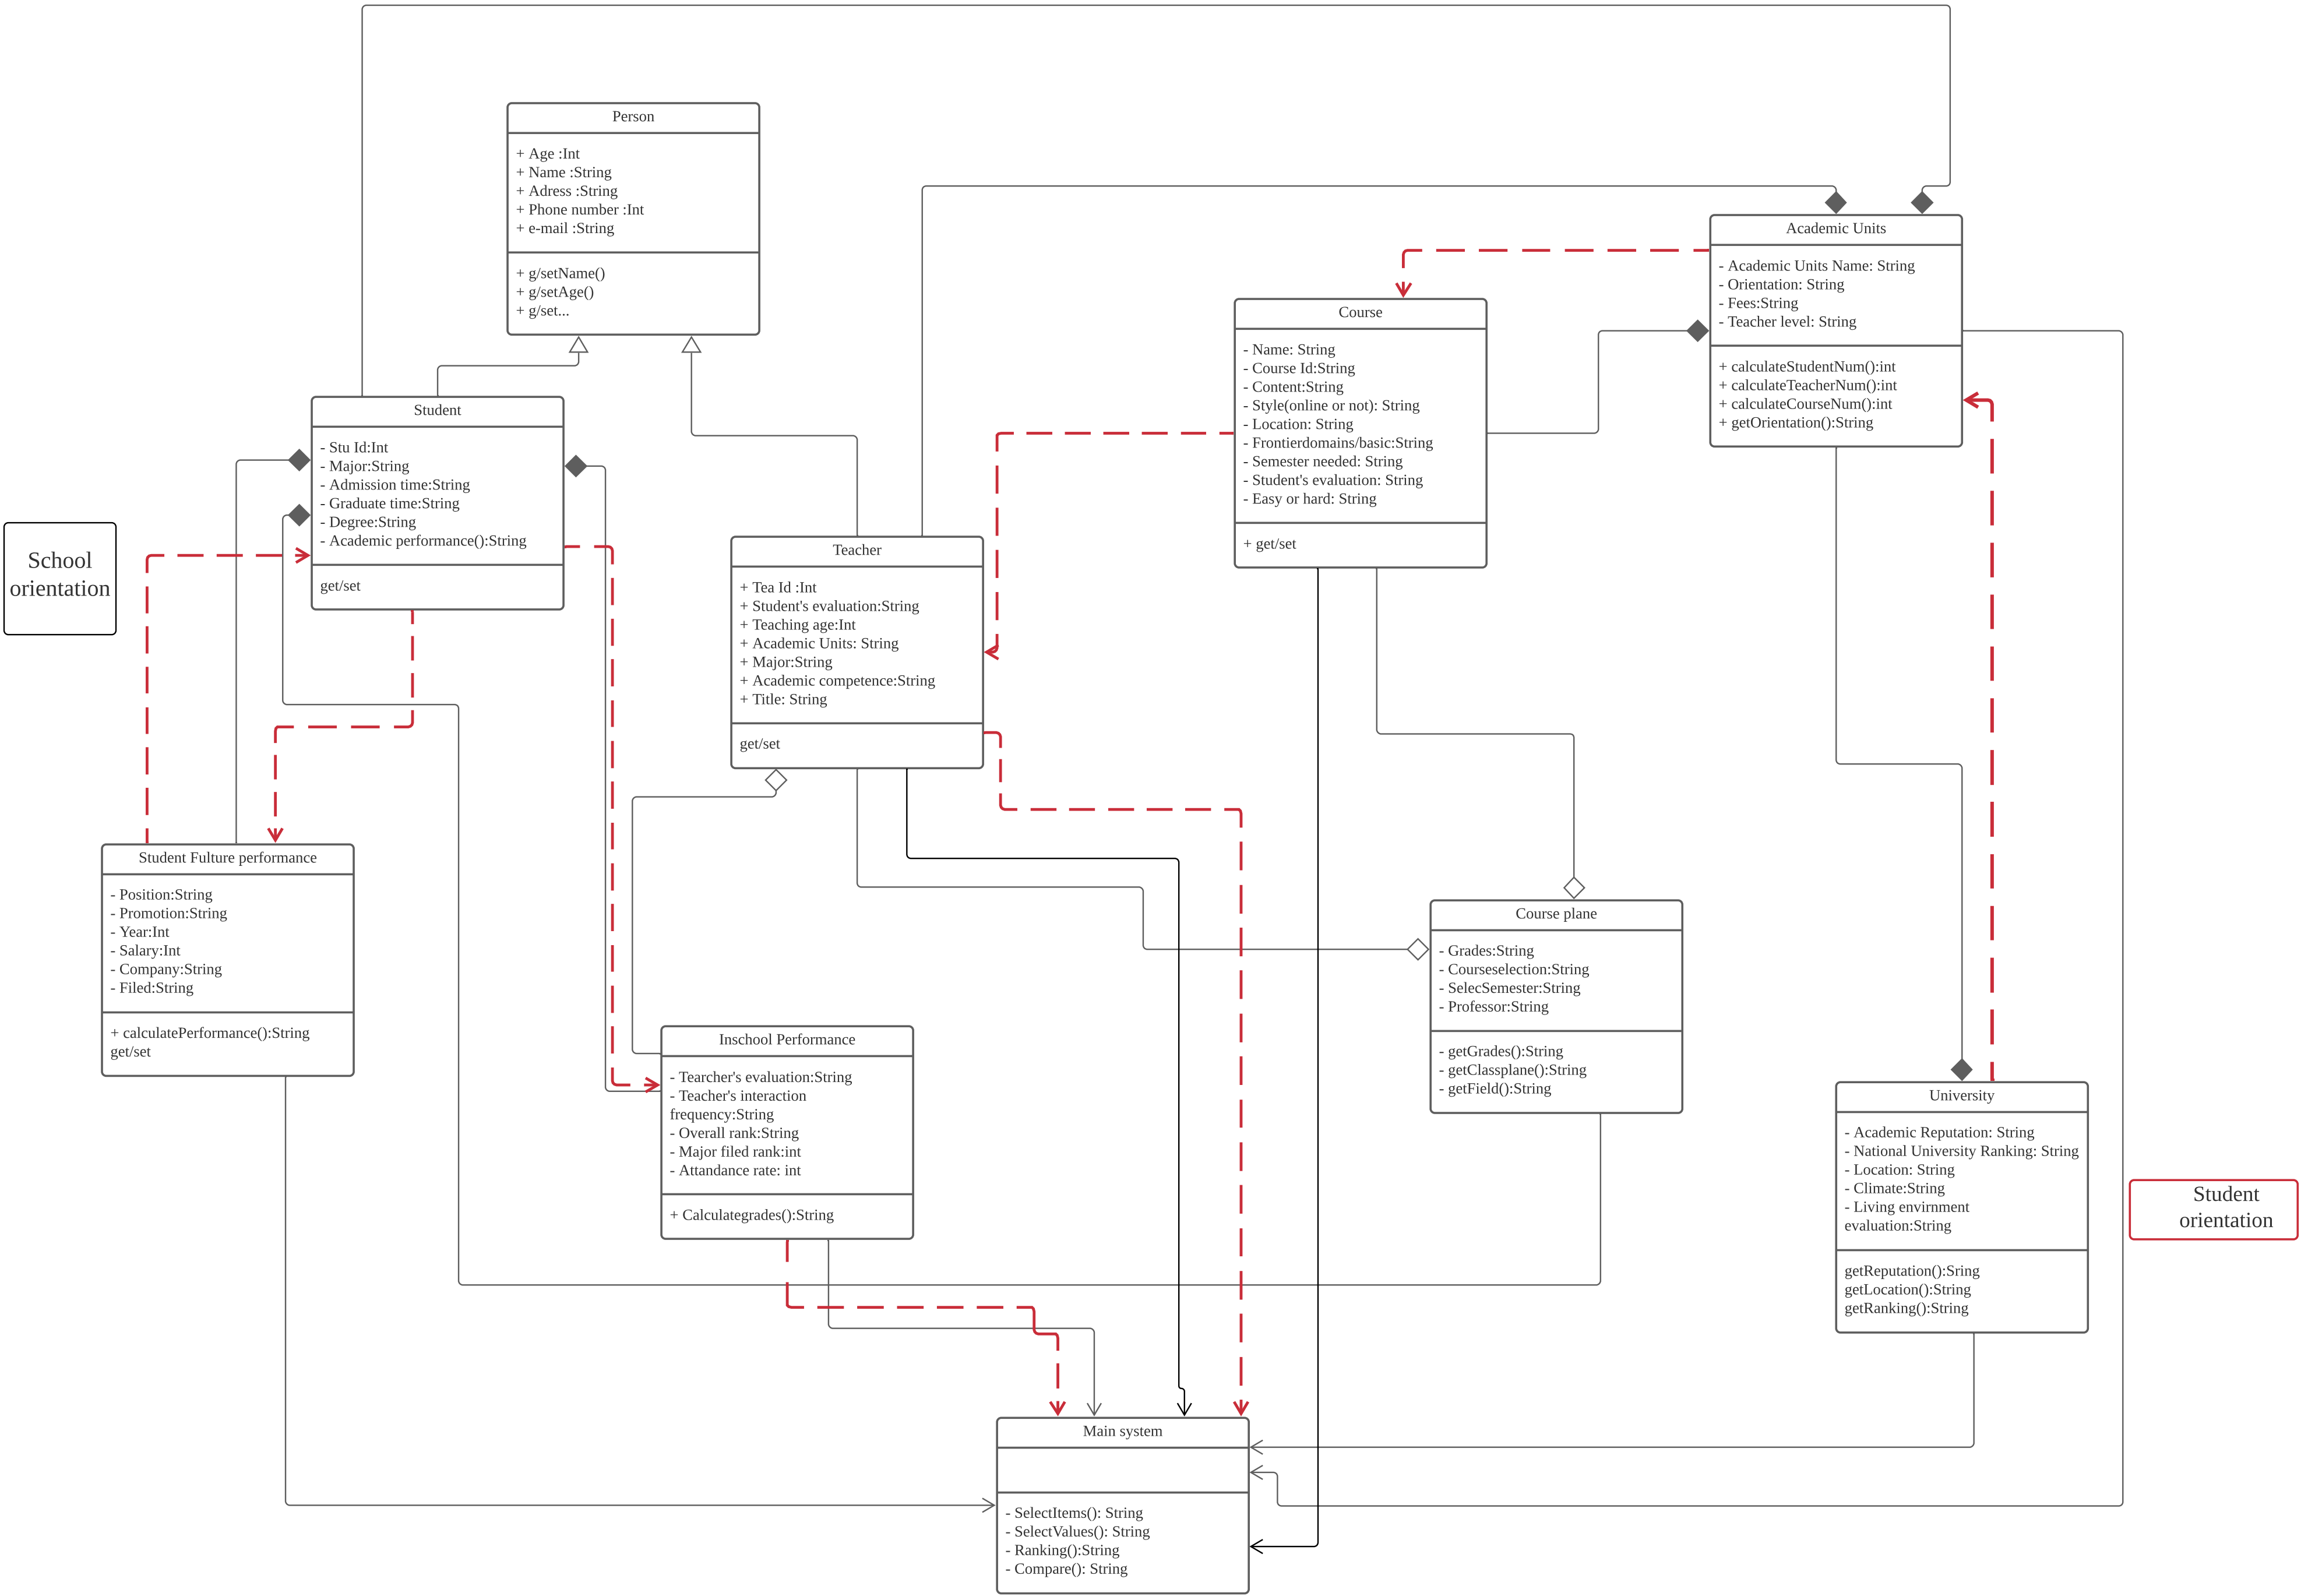 Person
+ Age :Int
+ Name :String
+ Adress :String
+ Phone number :Int
+ e-mail :String
+ g/setName()
+ g/setAge()
+ g/set...
Academic Units
- Academic Units Name: String
- Orientation: String
- Fees:String
- Teacher level: String
+ calculateStudentNum():int
+ calculateTeacherNum():int
+ calculateCourseNum():int
+ getOrientation():String
Course
- Name: String
- Course Id:String
- Content:String
- Style(online or not): String
- Location: String
- Frontierdomains/basic:String
- Semester needed: String
- Student's evaluation: String
- Easy or hard: String
+ get/set
Student
- Stu Id:Int
- Major:String
- Admission time:String
- Graduate time:String
- Degree:String
- Academic performance():String
get/set
School
orientation
Teacher
+ Tea Id :Int
+ Student's evaluation:String
+ Teaching age:Int
+ Academic Units: String
+ Major:String
+ Academic competence:String
+ Title: String
get/set
Student Fulture performance
- Position:String
- Promotion:String
- Year:Int
- Salary:Int
- Company:String
- Filed:String
+ calculatePerformance():String
get/set
Course plane
- Grades:String
- Courseselection:String
- SelecSemester:String
- Professor:String
- getGrades():String
- getClassplane():String
- getField():String
Inschool Performance
- Tearcher's evaluation:String
- Teacher's interaction
frequency:String
- Overall rank:String
- Major filed rank:int
- Attandance rate: int
+ Calculategrades():String
University
- Academic Reputation: String
- National University Ranking: String
- Location: String
- Climate:String
- Living envirnment
evaluation:String
getReputation():Sring
getLocation():String
getRanking():String
Student
orientation
Main system
- SelectItems(): String
- SelectValues(): String
- Ranking():String
- Compare(): String